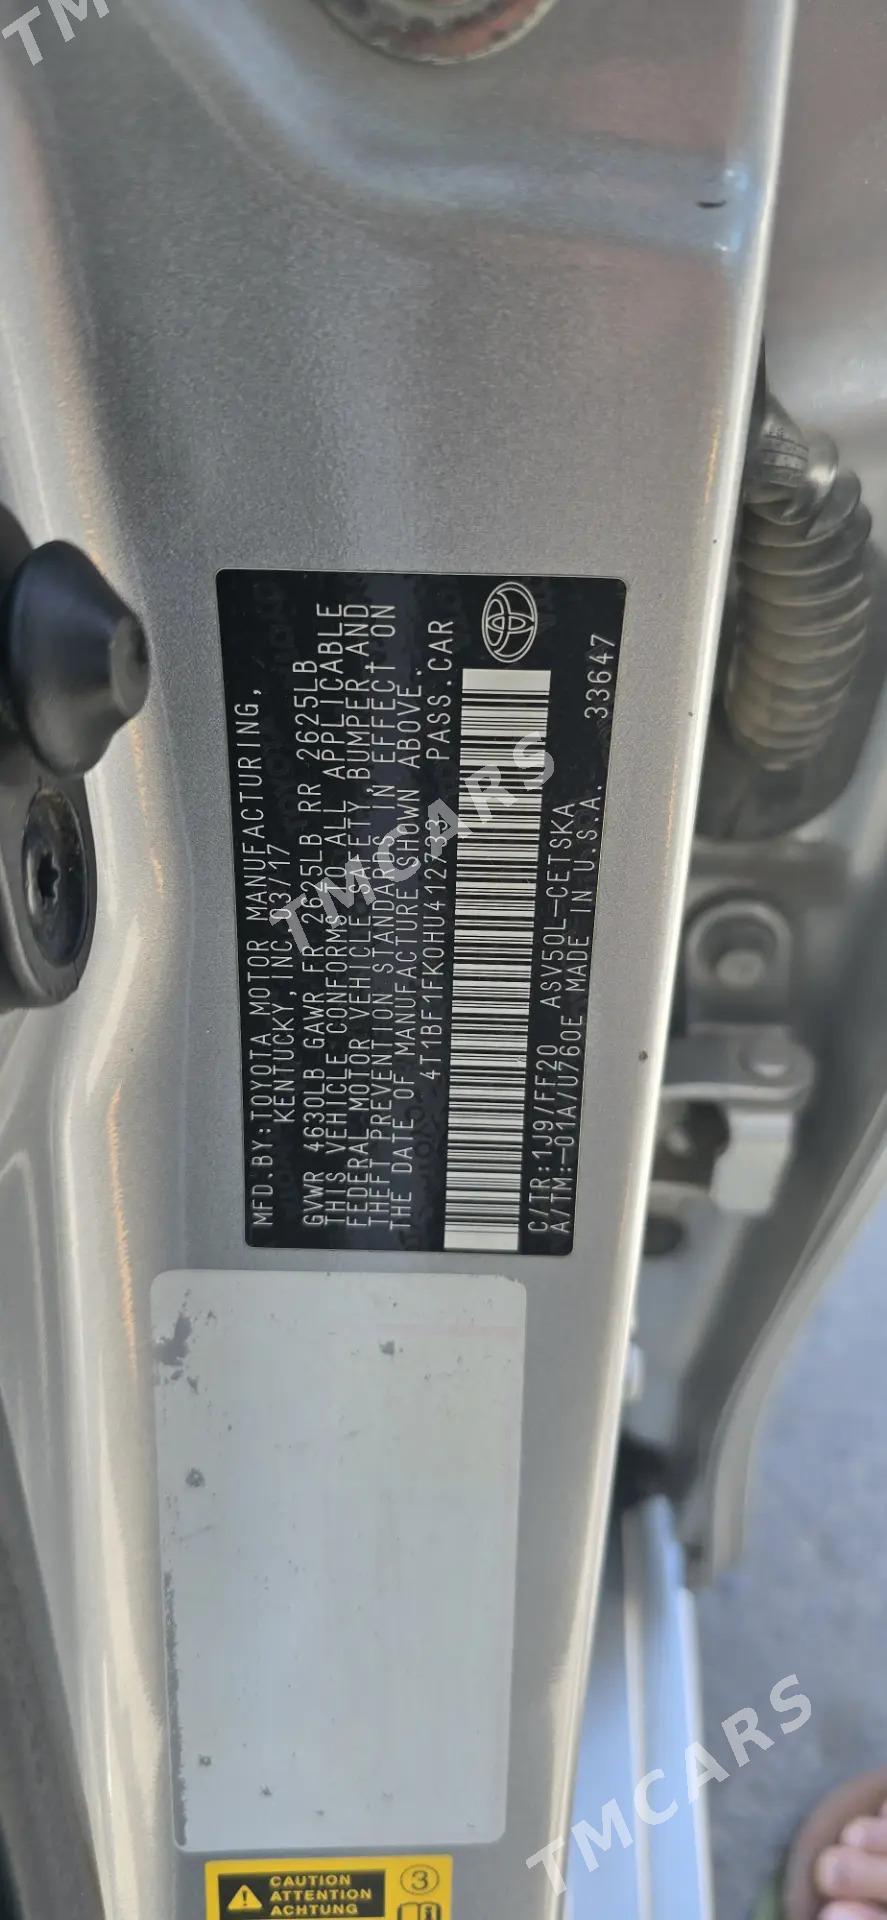 MFD.BY:TOYOTA MOTOR MANUFACTURING,
KENTUCKY, INC. 03/17
GVWR 4630LB GAWR FR 2625LB RR 2625LB
THIS VEHICLE CONFORMS TO ALL APPLICABLE
FEDERAL MOTOR VEHICLE SAFETY, BUMPER, AND
THEFT PREVENTION STANDARDS IN EFFECT ON
THE DATE OF MANUFACTURE SHOWN ABOVE.
4T1BF1FK0HU412733 PASS.CAR
C/TR:1J9/FF20 ASV50L-CETSKA
A/TM:-01A/U760E MADE IN U.S.A. 33647
CAUTION
ATTENTION
ACHTUNG
3
TMCARS
TMCARS
TM